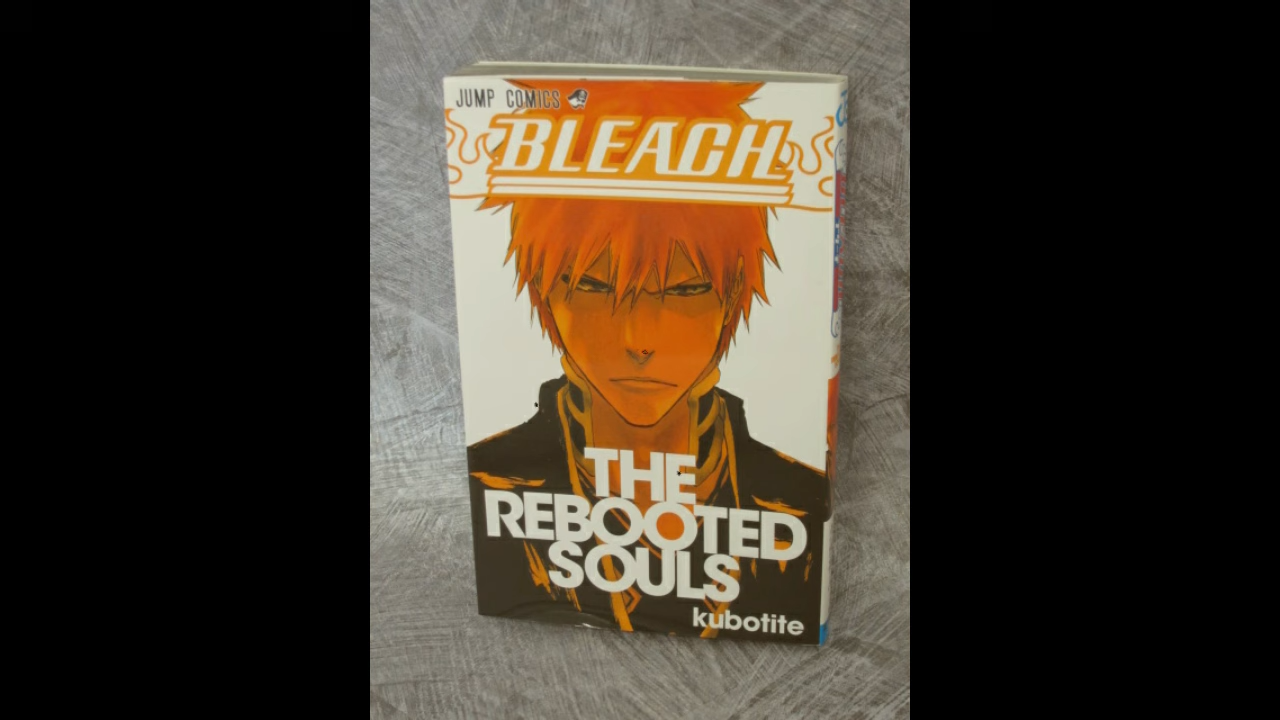 JUMP COMICS
BLEACH
THE
REBOOTED
SOULS
kubotite